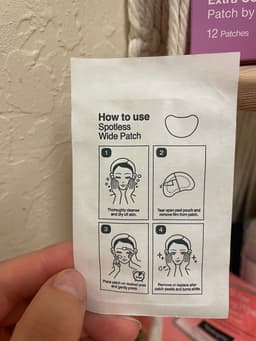 Patch by
12 Patches
How to use
Spotless
Wide Patch
1
Thoroughly cleanse
and dry off skin.
2
Tear open peel pouch and
remove film from patch.
3
Place patch on desired area
and gently press.
4
Remove or replace after
patch swells and turns white.